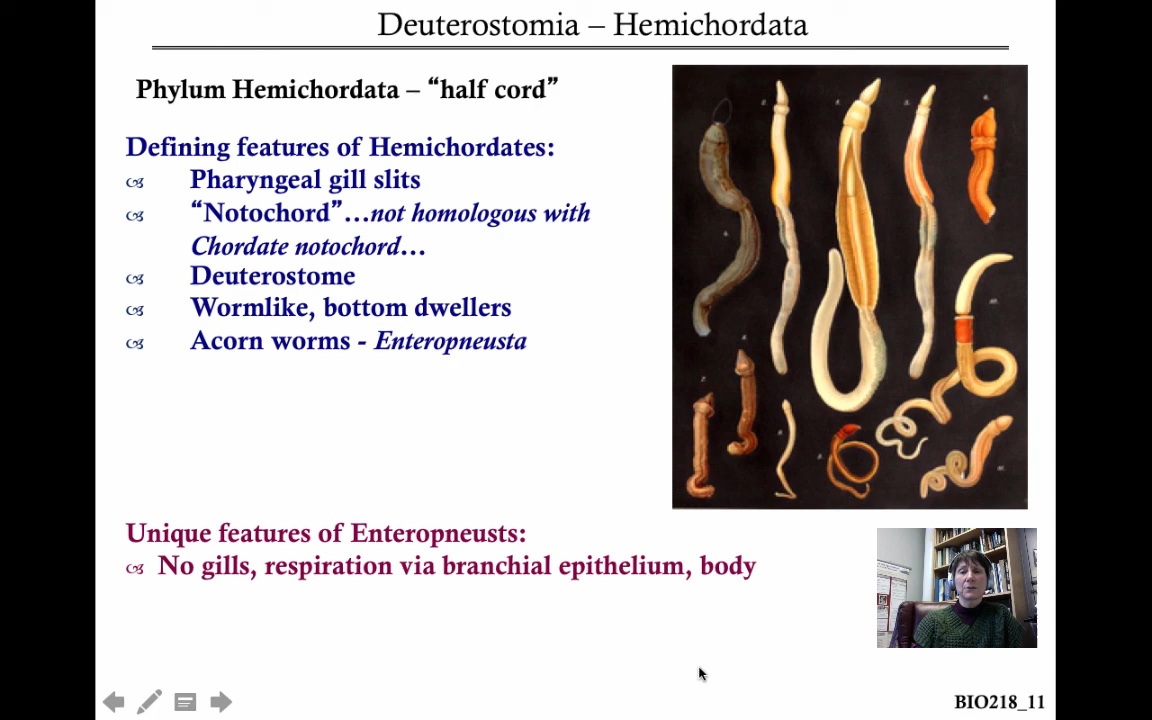 Deuterostomia – Hemichordata
Phylum Hemichordata – “half cord”
Defining features of Hemichordates:
Pharyngeal gill slits
“Notochord”…not homologous with
Chordate notochord…
Deuterostome
Wormlike, bottom dwellers
Acorn worms - Enteropneusta
Unique features of Enteropneusts:
No gills, respiration via branchial epithelium, body
BIO218_11